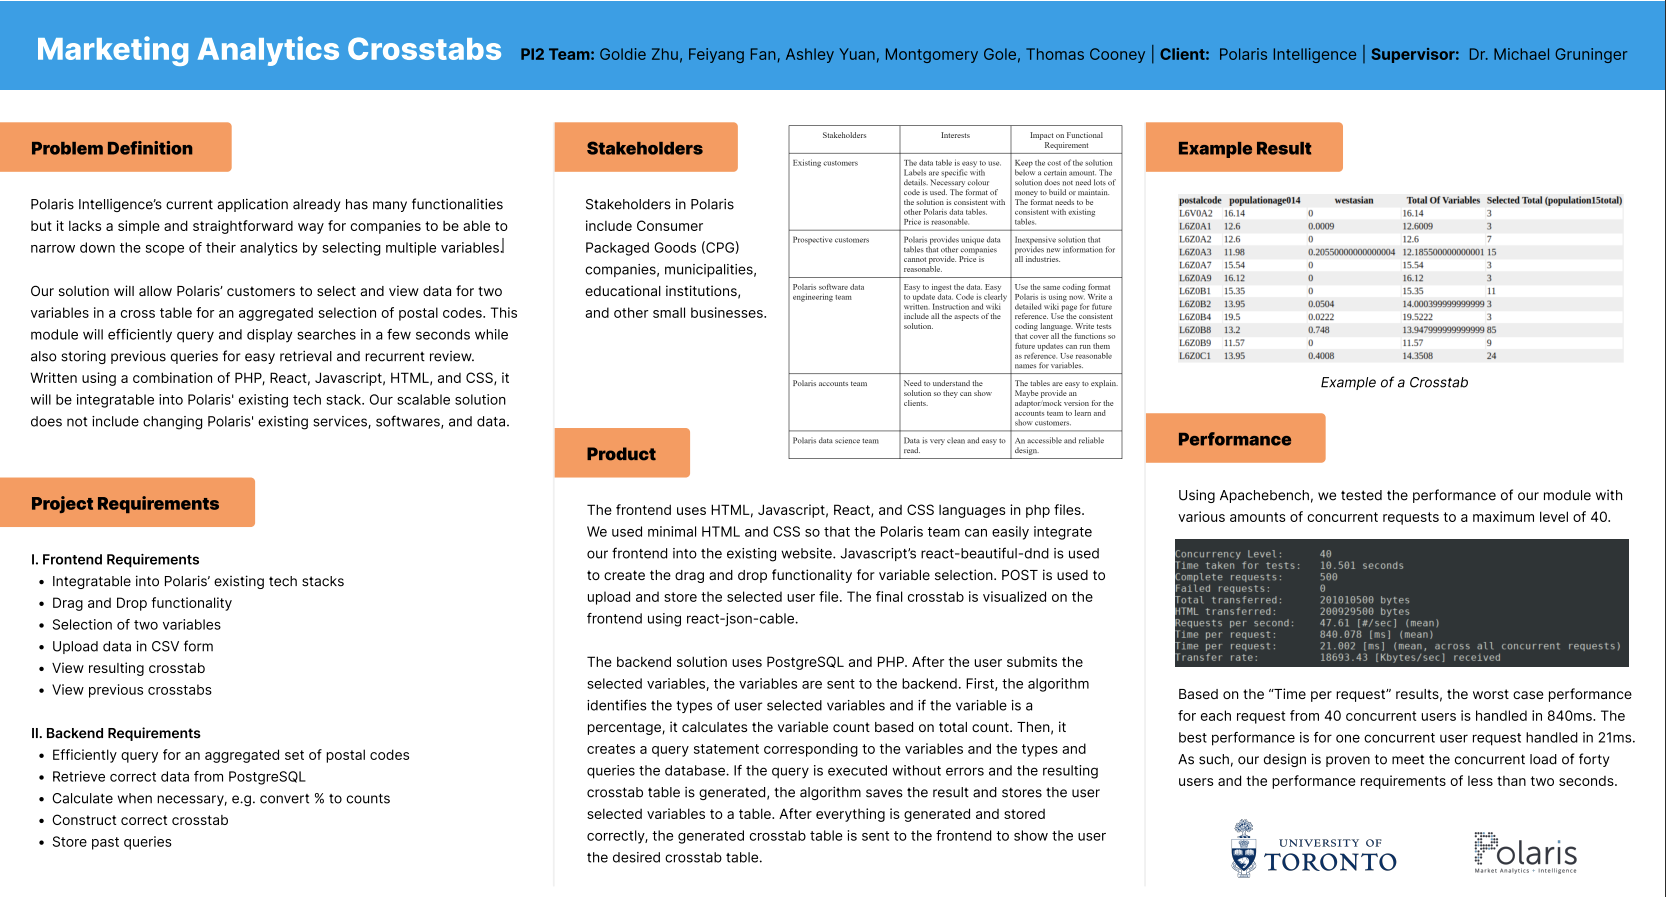 Marketing Analytics Crosstabs
PI2 Team: Goldie Zhu, Feiyang Fan, Ashley Yuan, Montgomery Gole, Thomas Cooney | Client: Polaris Intelligence | Supervisor: Dr. Michael Gruninger
Problem Definition
Polaris Intelligence's current application already has many functionalities
but it lacks a simple and straightforward way for companies to be able to
narrow down the scope of their analytics by selecting multiple variables.
Our solution will allow Polaris' customers to select and view data for two
variables in a cross table for an aggregated selection of postal codes. This
module will efficiently query and display searches in a few seconds while
also storing previous queries for easy retrieval and recurrent review.
Written using a combination of PHP, React, Javascript, HTML, and CSS, it
will be integratable into Polaris' existing tech stack. Our scalable solution
does not include changing Polaris' existing services, softwares, and data.
Project Requirements
I. Frontend Requirements
• Integratable into Polaris' existing tech stacks
• Drag and Drop functionality
• Selection of two variables
• Upload data in CSV form
• View resulting crosstab
• View previous crosstabs
II. Backend Requirements
• Efficiently query for an aggregated set of postal codes
• Retrieve correct data from PostgreSQL
• Calculate when necessary, e.g. convert % to counts
• Construct correct crosstab
• Store past queries
Stakeholders
Stakeholders in Polaris
include Consumer
Packaged Goods (CPG)
companies, municipalities,
educational institutions,
and other small businesses.
Stakeholders
Interests
Impact on Functional
Requirement
Existing customers
The data table is easy to use.
Labels are specific with
details. Necessary colour
code is used. The format of
the solution is consistent with
other Polaris data tables.
Price is reasonable.
Keep the cost of the solution
below a certain amount. The
solution does not need lots of
money to build or maintain.
The format needs to be
consistent with existing
tables.
Prospective customers
Polaris provides unique data
tables that other companies
cannot provide. Price is
reasonable.
Inexpensive solution that
provides new information for
all industries.
Polaris software data
engineering team
Easy to ingest the data. Easy
to update data. Code is clearly
written. Instruction and wiki
include all the aspects of the
solution.
Use the same coding format
Polaris is using now. Write a
detailed wiki page for future
reference. Use the consistent
coding language. Write tests
that cover all the functions so
future updates can run them
as reference. Use reasonable
names for variables.
Polaris accounts team
Need to understand the
solution so they can show
clients.
The tables are easy to explain.
Maybe provide an
adaptor/mock version for the
accounts team to learn and
show customers.
Polaris data science team
Data is very clean and easy to
read.
An accessible and reliable
design.
Product
The frontend uses HTML, Javascript, React, and CSS languages in php files.
We used minimal HTML and CSS so that the Polaris team can easily integrate
our frontend into the existing website. Javascript's react-beautiful-dnd is used
to create the drag and drop functionality for variable selection. POST is used to
upload and store the selected user file. The final crosstab is visualized on the
frontend using react-json-cable.
The backend solution uses PostgreSQL and PHP. After the user submits the
selected variables, the variables are sent to the backend. First, the algorithm
identifies the types of user selected variables and if the variable is a
percentage, it calculates the variable count based on total count. Then, it
creates a query statement corresponding to the variables and the types and
queries the database. If the query is executed without errors and the resulting
crosstab table is generated, the algorithm saves the result and stores the user
selected variables to a table. After everything is generated and stored
correctly, the generated crosstab table is sent to the frontend to show the user
the desired crosstab table.
Example Result
postalcode populationage014 westasian Total Of Variables Selected Total (population15total)
L6V0A2 16.14 0 16.14 3
L6Z0A1 12.6 0.0009 12.6009 3
L6Z0A2 12.6 0 12.6 7
L6Z0A3 11.98 0.20550000000000004 12.185500000000001 15
L6Z0A7 15.54 0 15.54 3
L6Z0A9 16.12 0 16.12 3
L6Z0B1 15.35 0 15.35 11
L6Z0B2 13.95 0.0504 14.000399999999999 3
L6Z0B4 19.5 0.0222 19.5222 3
L6Z0B8 13.2 0.748 13.947999999999999 85
L6Z0B9 11.57 0 11.57 9
L6Z0C1 13.95 0.4008 14.3508 24
Example of a Crosstab
Performance
Using Apachebench, we tested the performance of our module with
various amounts of concurrent requests to a maximum level of 40.
Concurrency Level: 40
Time taken for tests: 10.501 seconds
Complete requests: 500
Failed requests: 0
Total transferred: 201010500 bytes
HTML transferred: 200929500 bytes
Requests per second: 47.61 [#/sec] (mean)
Time per request: 840.078 [ms] (mean)
Time per request: 21.002 [ms] (mean, across all concurrent requests)
Transfer rate: 18693.43 [Kbytes/sec] received
Based on the “Time per request” results, the worst case performance
for each request from 40 concurrent users is handled in 840ms. The
best performance is for one concurrent user request handled in 21ms.
As such, our design is proven to meet the concurrent load of forty
users and the performance requirements of less than two seconds.
UNIVERSITY OF
TORONTO
Polaris
Market Analytics + Intelligence